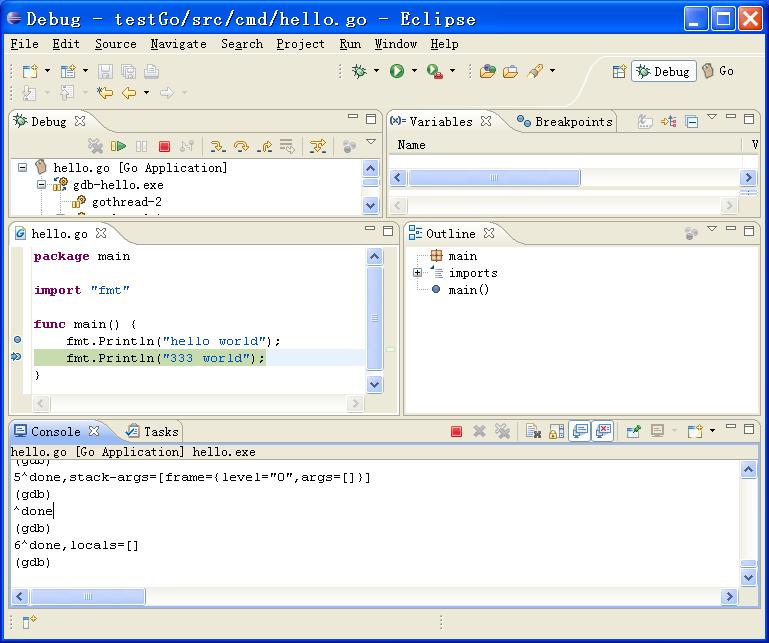 Debug - testGo/src/cmd/hello.go - Eclipse
File Edit Source Navigate Search Project Run Window Help
Debug Go
Debug
hello.go [Go Application]
gdb-hello.exe
gothread-2
Variables Breakpoints
Name V
hello.go
package main
import "fmt"
func main() {
fmt.Println("hello world");
fmt.Println("333 world");
}
Outline
main
imports
main()
Console Tasks
hello.go [Go Application] hello.exe
(gdb)
5^done,stack-args=[frame={level="0",args=[]}]
(gdb)
^done
(gdb)
6^done,locals=[]
(gdb)